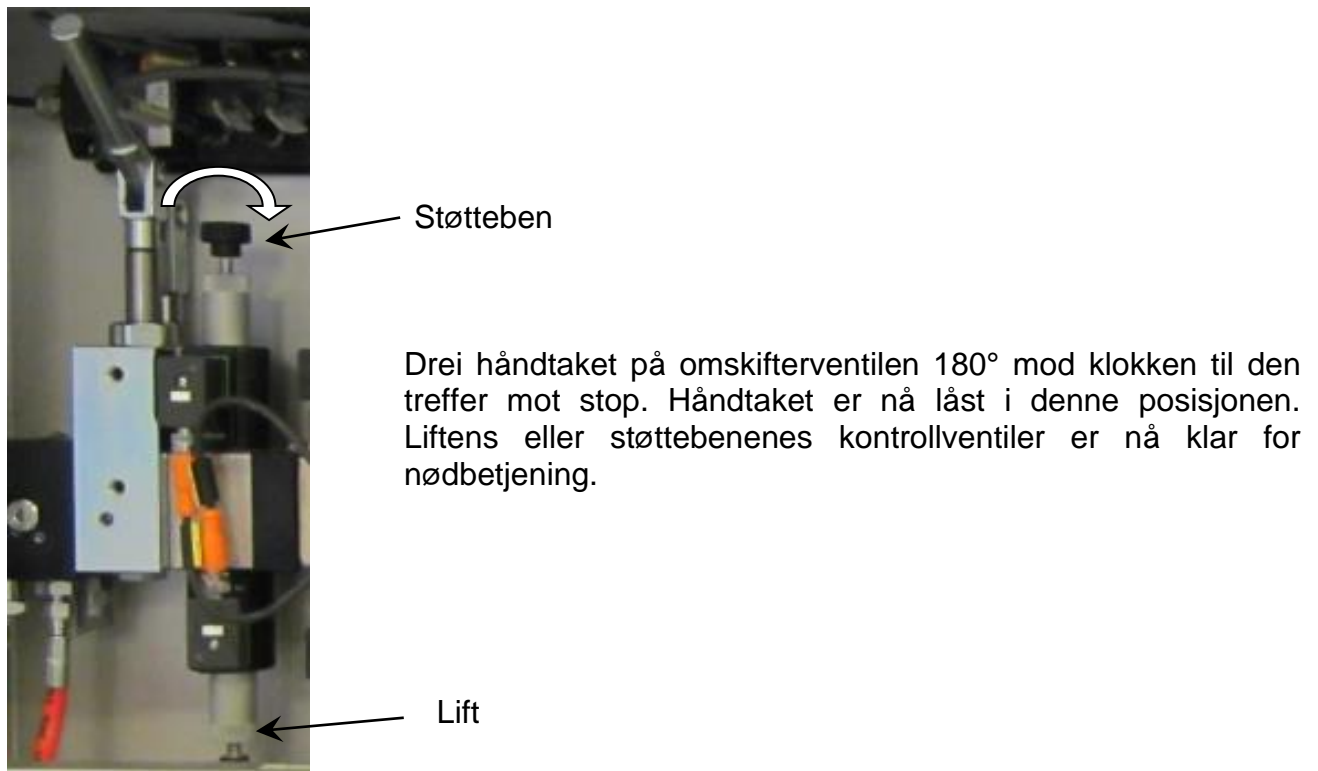 Støtteben
Drei håndtaket på omskifterventilen 180° mod klokken til den
treffer mot stop. Håndtaket er nå låst i denne posisjonen.
Liftens eller støttebenenes kontrollventiler er nå klar for
nødbetjening.
Lift